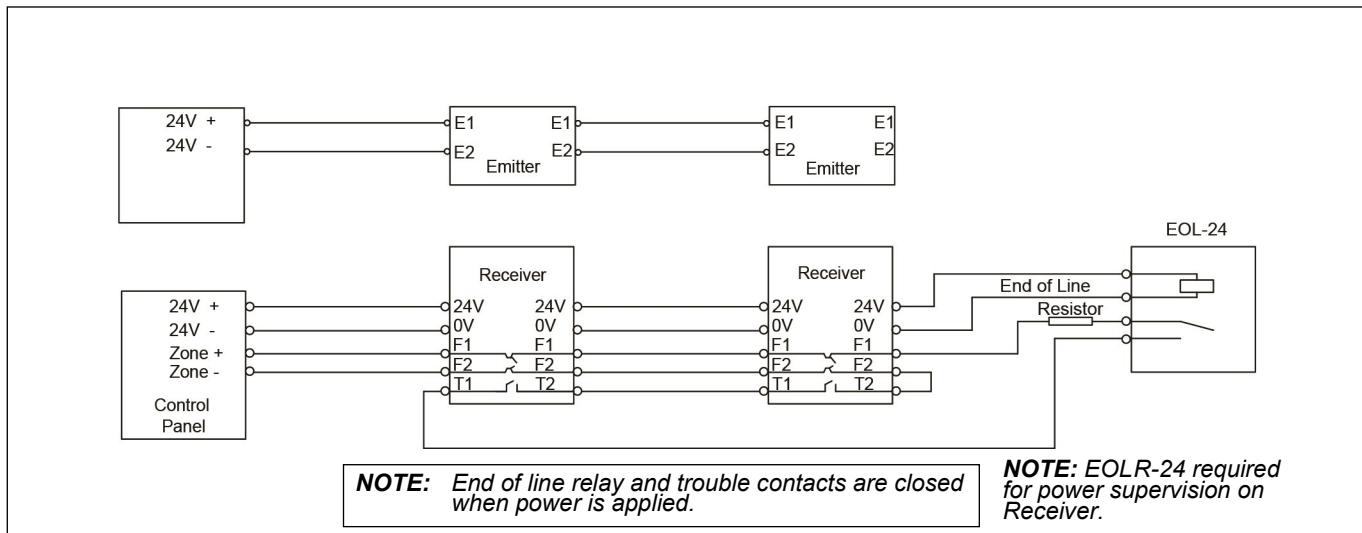 24V +
24V -
E1 E1
E2 E2
Emitter
E1 E1
E2 E2
Emitter
EOL-24
Receiver
Receiver
24V +
24V -
Zone +
Zone -
Control
Panel
24V 24V
0V 0V
F1 F1
F2 F2
T1 T2
24V 24V
0V 0V
F1 F1
F2 F2
T1 T2
End of Line
Resistor
NOTE: End of line relay and trouble contacts are closed
when power is applied.
NOTE: EOLR-24 required
for power supervision on
Receiver.